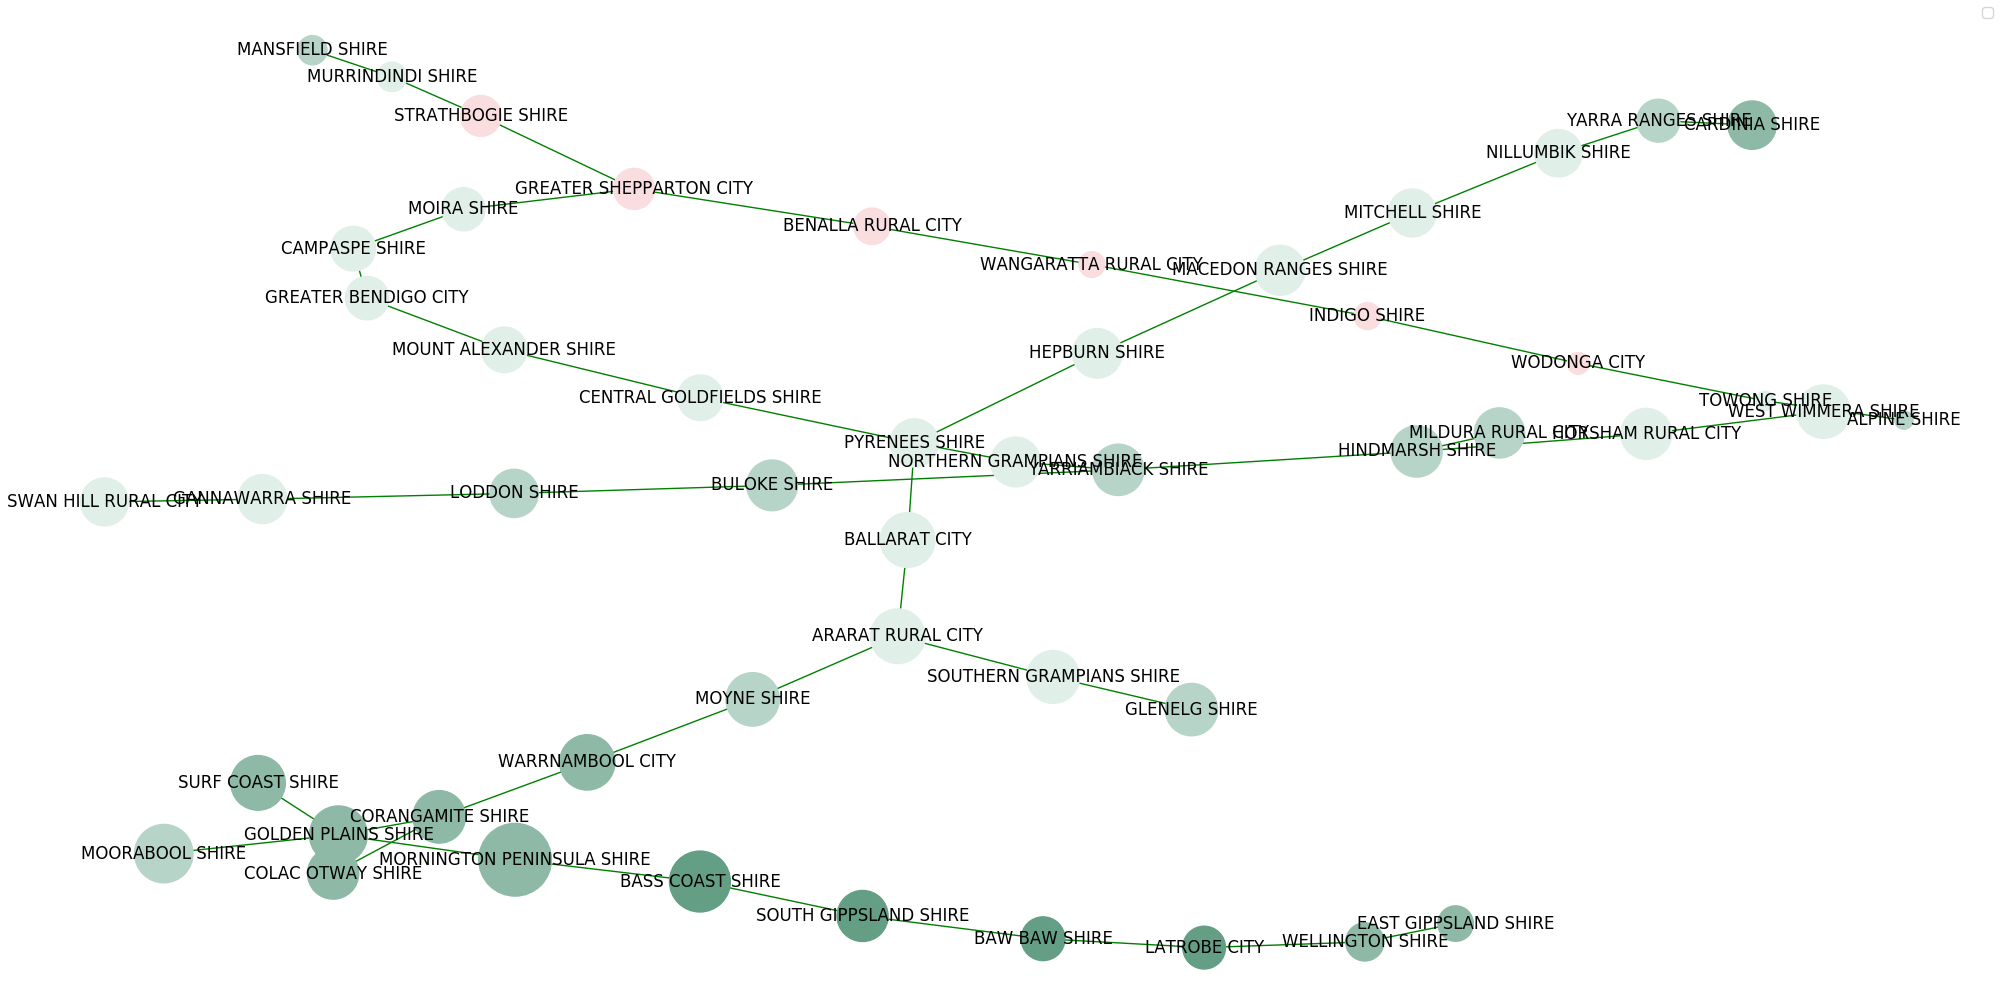 MANSFIELD SHIRE
MURRINDINDI SHIRE
STRATHBOGIE SHIRE
YARRA RANGES SHIRE
CARDINIA SHIRE
NILLUMBIK SHIRE
GREATER SHEPPARTON CITY
MOIRA SHIRE
MITCHELL SHIRE
BENALLA RURAL CITY
CAMPASPE SHIRE
WANGARATTA RURAL CITY
MACEDON RANGES SHIRE
GREATER BENDIGO CITY
INDIGO SHIRE
MOUNT ALEXANDER SHIRE
HEPBURN SHIRE
WODONGA CITY
CENTRAL GOLDFIELDS SHIRE
TOWONG SHIRE
WEST WIMMERA SHIRE
ALPINE SHIRE
MILDURA RURAL CITY
HORSHAM RURAL CITY
PYRENEES SHIRE
HINDMARSH SHIRE
NORTHERN GRAMPIANS SHIRE
YARRIAMBIACK SHIRE
BULOKE SHIRE
LODDON SHIRE
GANNAWARRA SHIRE
SWAN HILL RURAL CITY
BALLARAT CITY
ARARAT RURAL CITY
SOUTHERN GRAMPIANS SHIRE
MOYNE SHIRE
GLENELG SHIRE
WARRNAMBOOL CITY
SURF COAST SHIRE
CORANGAMITE SHIRE
GOLDEN PLAINS SHIRE
MOORABOOL SHIRE
MORNINGTON PENINSULA SHIRE
COLAC OTWAY SHIRE
BASS COAST SHIRE
SOUTH GIPPSLAND SHIRE
EAST GIPPSLAND SHIRE
BAW BAW SHIRE
WELLINGTON SHIRE
LATROBE CITY